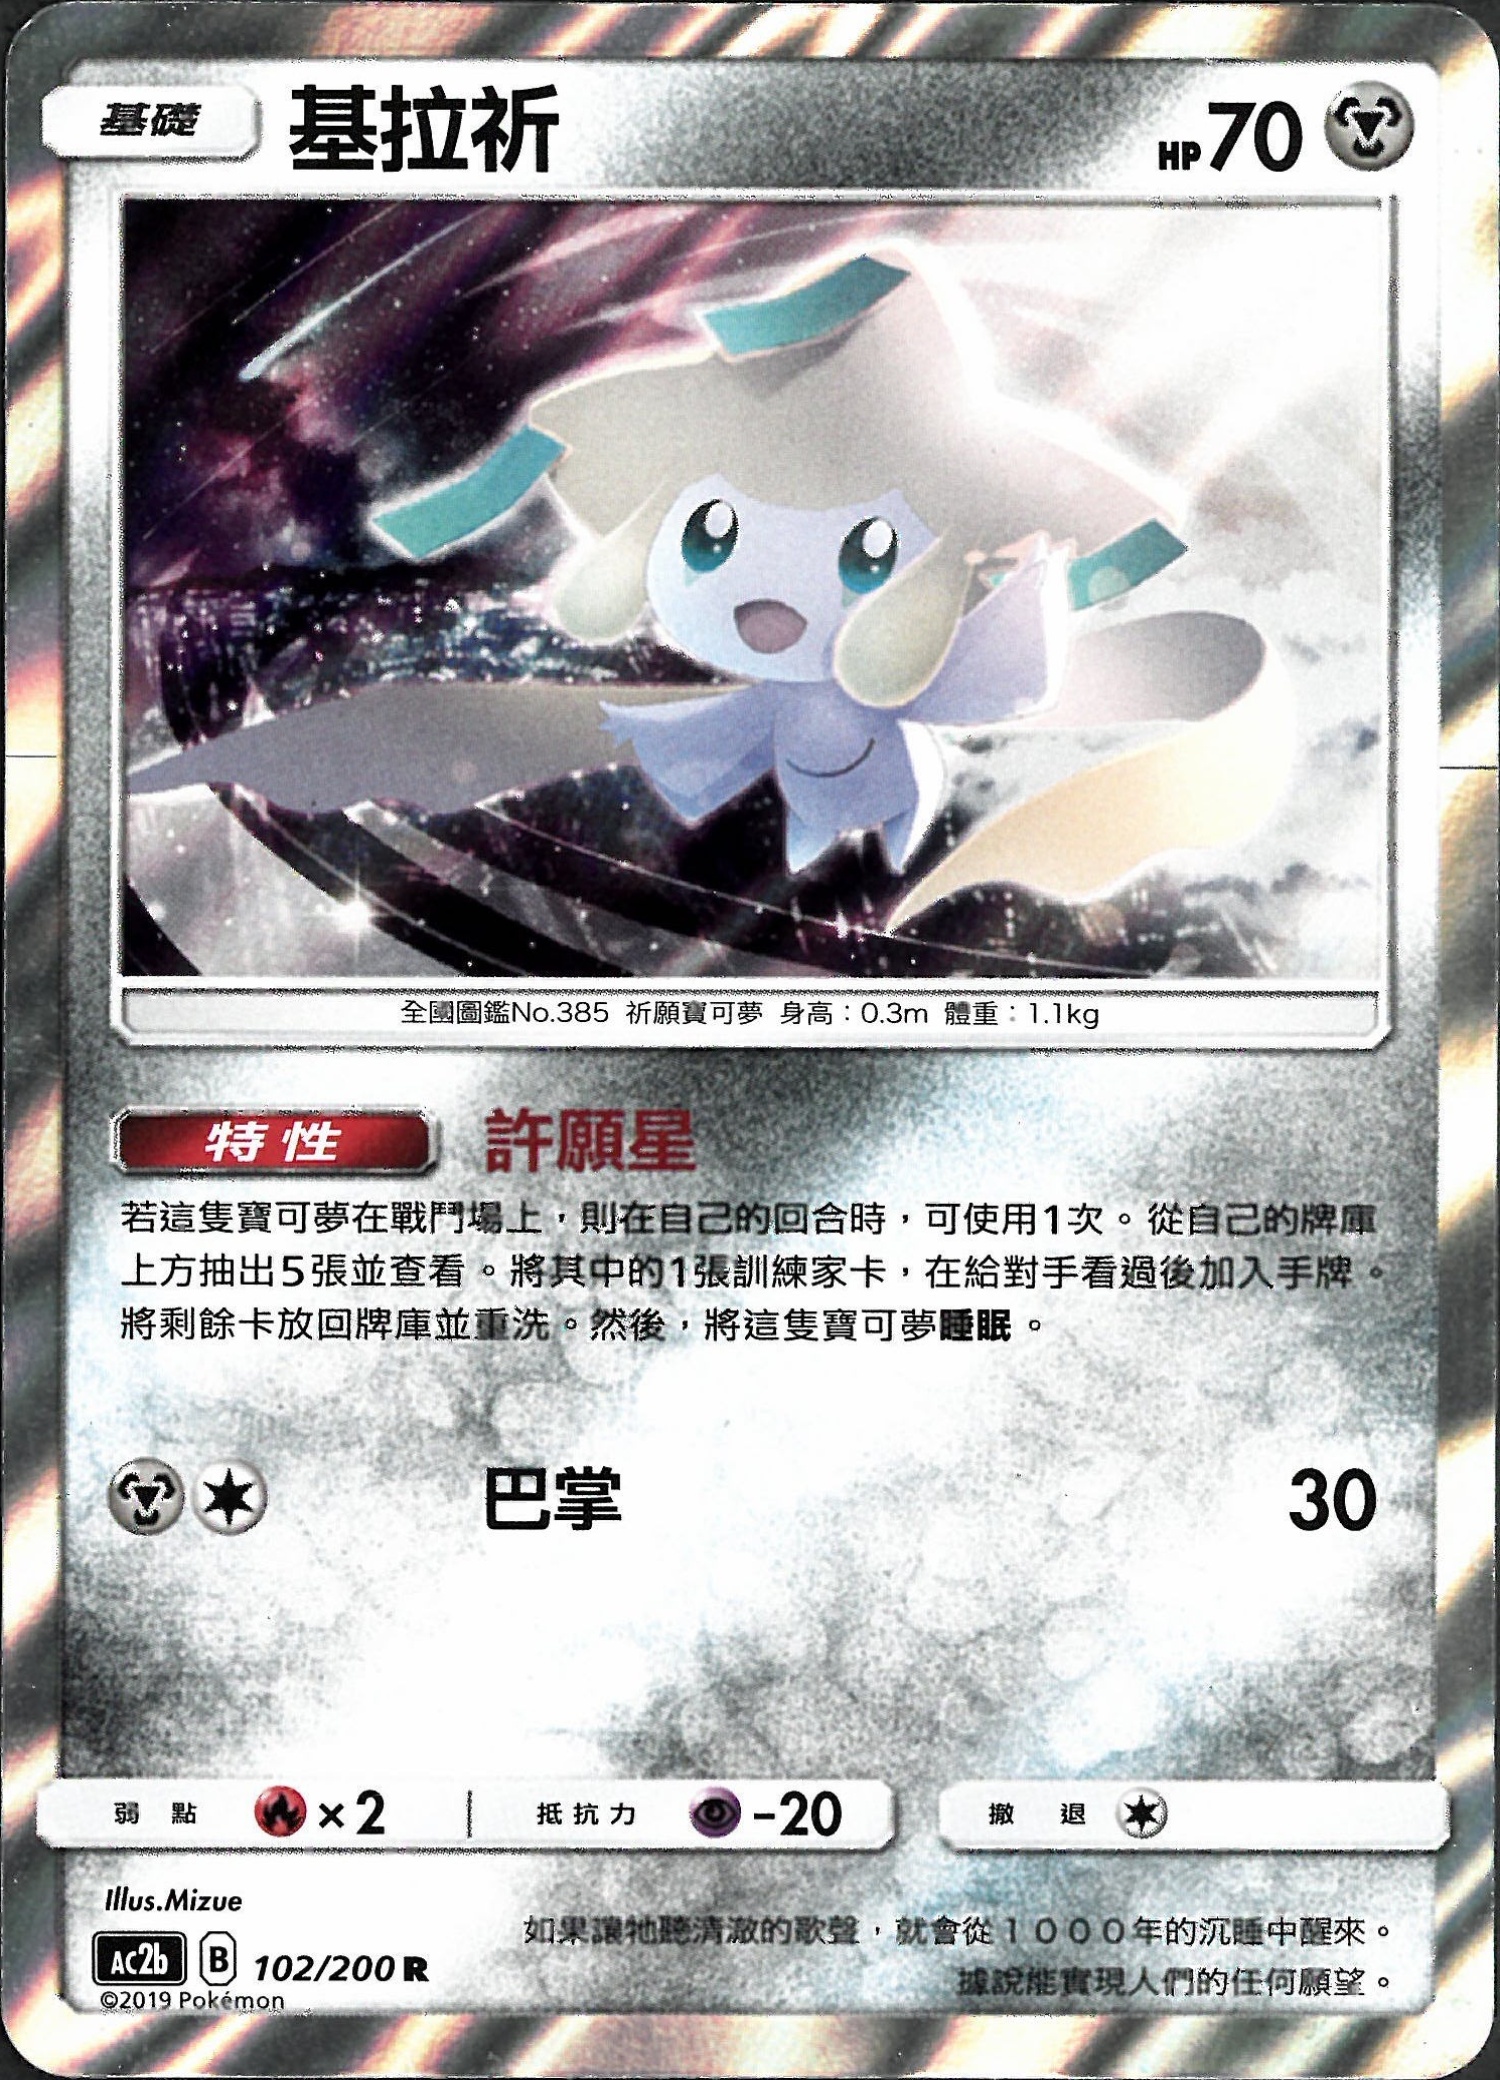 基礎 基拉祈 HP70
全國圖鑑No.385 祈願寶可夢 身高：0.3m 體重：1.1kg
特性 許願星
若這隻寶可夢在戰鬥場上，則在自己的回合時，可使用1次。從自己的牌庫
上方抽出5張並查看。將其中的1張訓練家卡，在給對手看過後加入手牌。
將剩餘卡放回牌庫並重洗。然後，將這隻寶可夢睡眠。
巴掌 30
弱點 ×2 抵抗力 -20 撤退
Illus.Mizue
如果讓牠聽清澈的歌聲，就會從１０００年的沉睡中醒來。
據說能實現人們的任何願望。
AC2b B 102/200 R
©2019 Pokémon